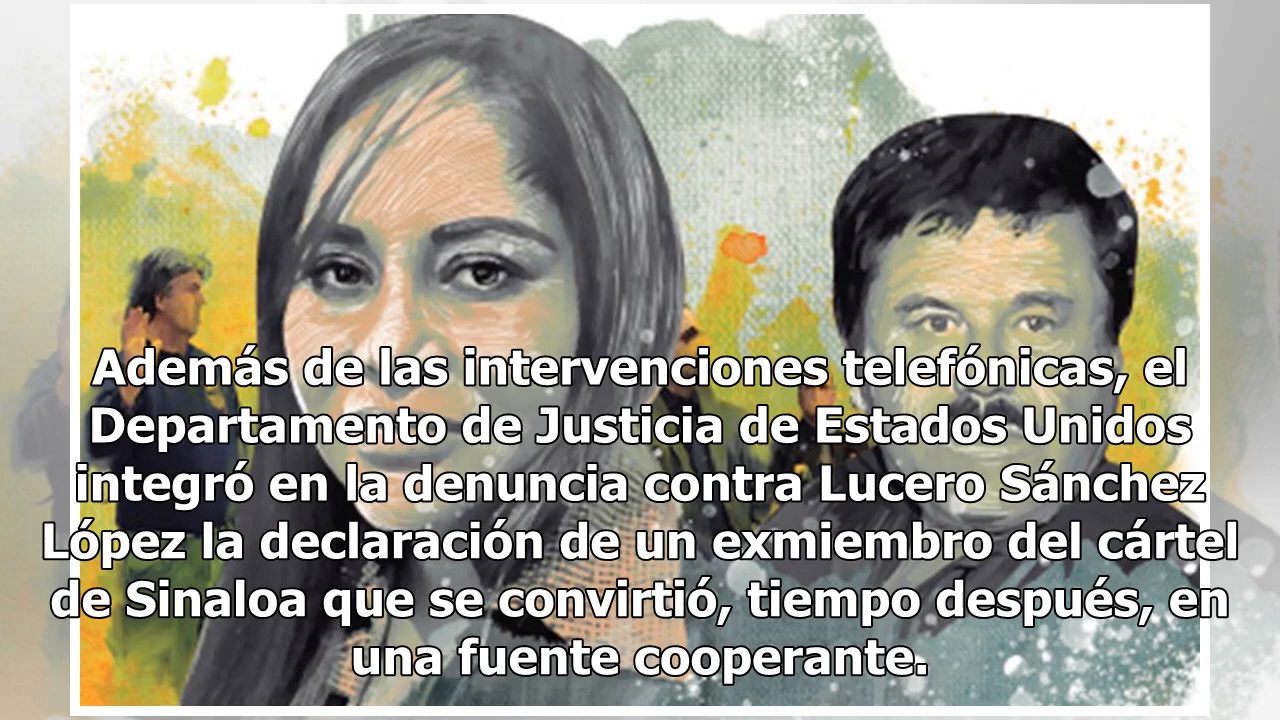 Además de las intervenciones telefónicas, el
Departamento de Justicia de Estados Unidos
integró en la denuncia contra Lucero Sánchez
López la declaración de un exmiembro del cártel
de Sinaloa que se convirtió, tiempo después, en
una fuente cooperante.